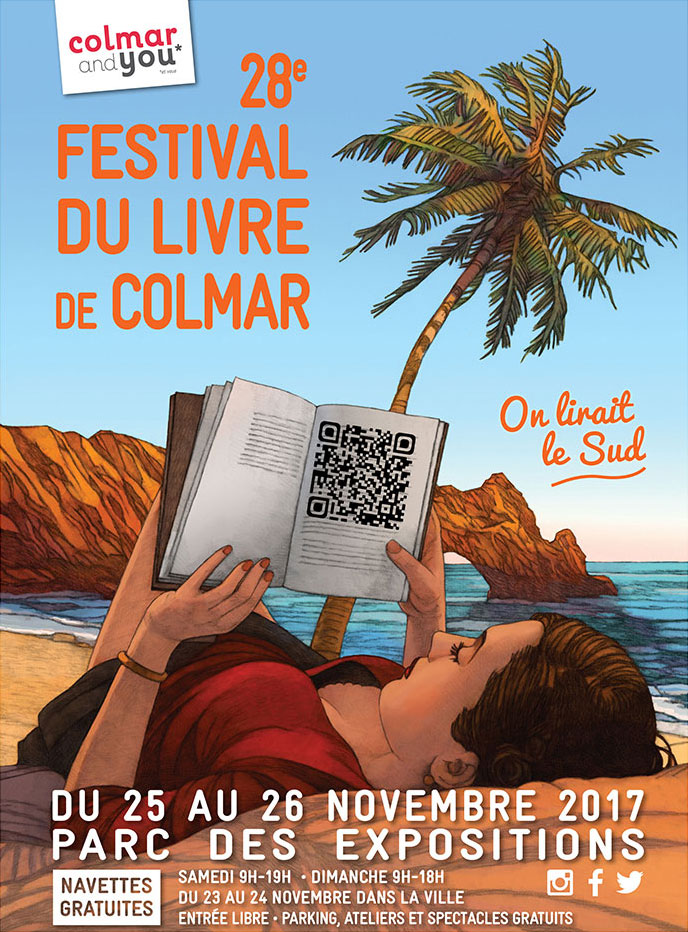 colmar
and you*
*et vous
28e
FESTIVAL
DU LIVRE
DE COLMAR
On lirait
le Sud
DU 25 AU 26 NOVEMBRE 2017
PARC DES EXPOSITIONS
NAVETTES
GRATUITES
SAMEDI 9H-19H • DIMANCHE 9H-18H
DU 23 AU 24 NOVEMBRE DANS LA VILLE
ENTRÉE LIBRE • PARKING, ATELIERS ET SPECTACLES GRATUITS